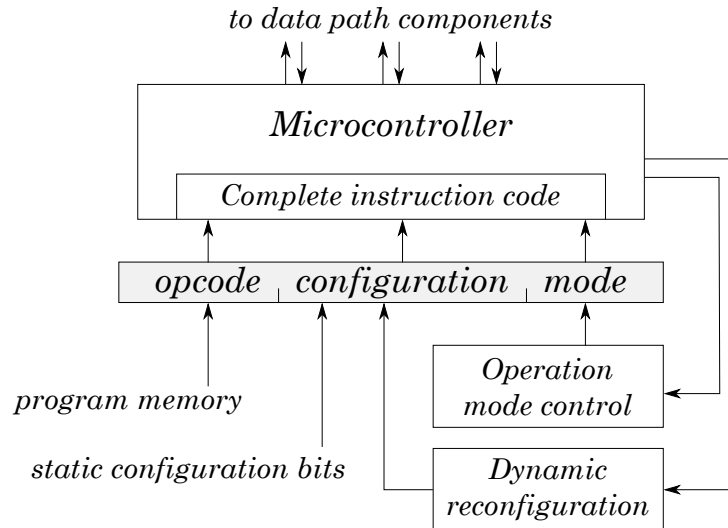 to data path components
Microcontroller
Complete instruction code
opcode configuration mode
Operation
mode control
program memory
static configuration bits
Dynamic
reconfiguration